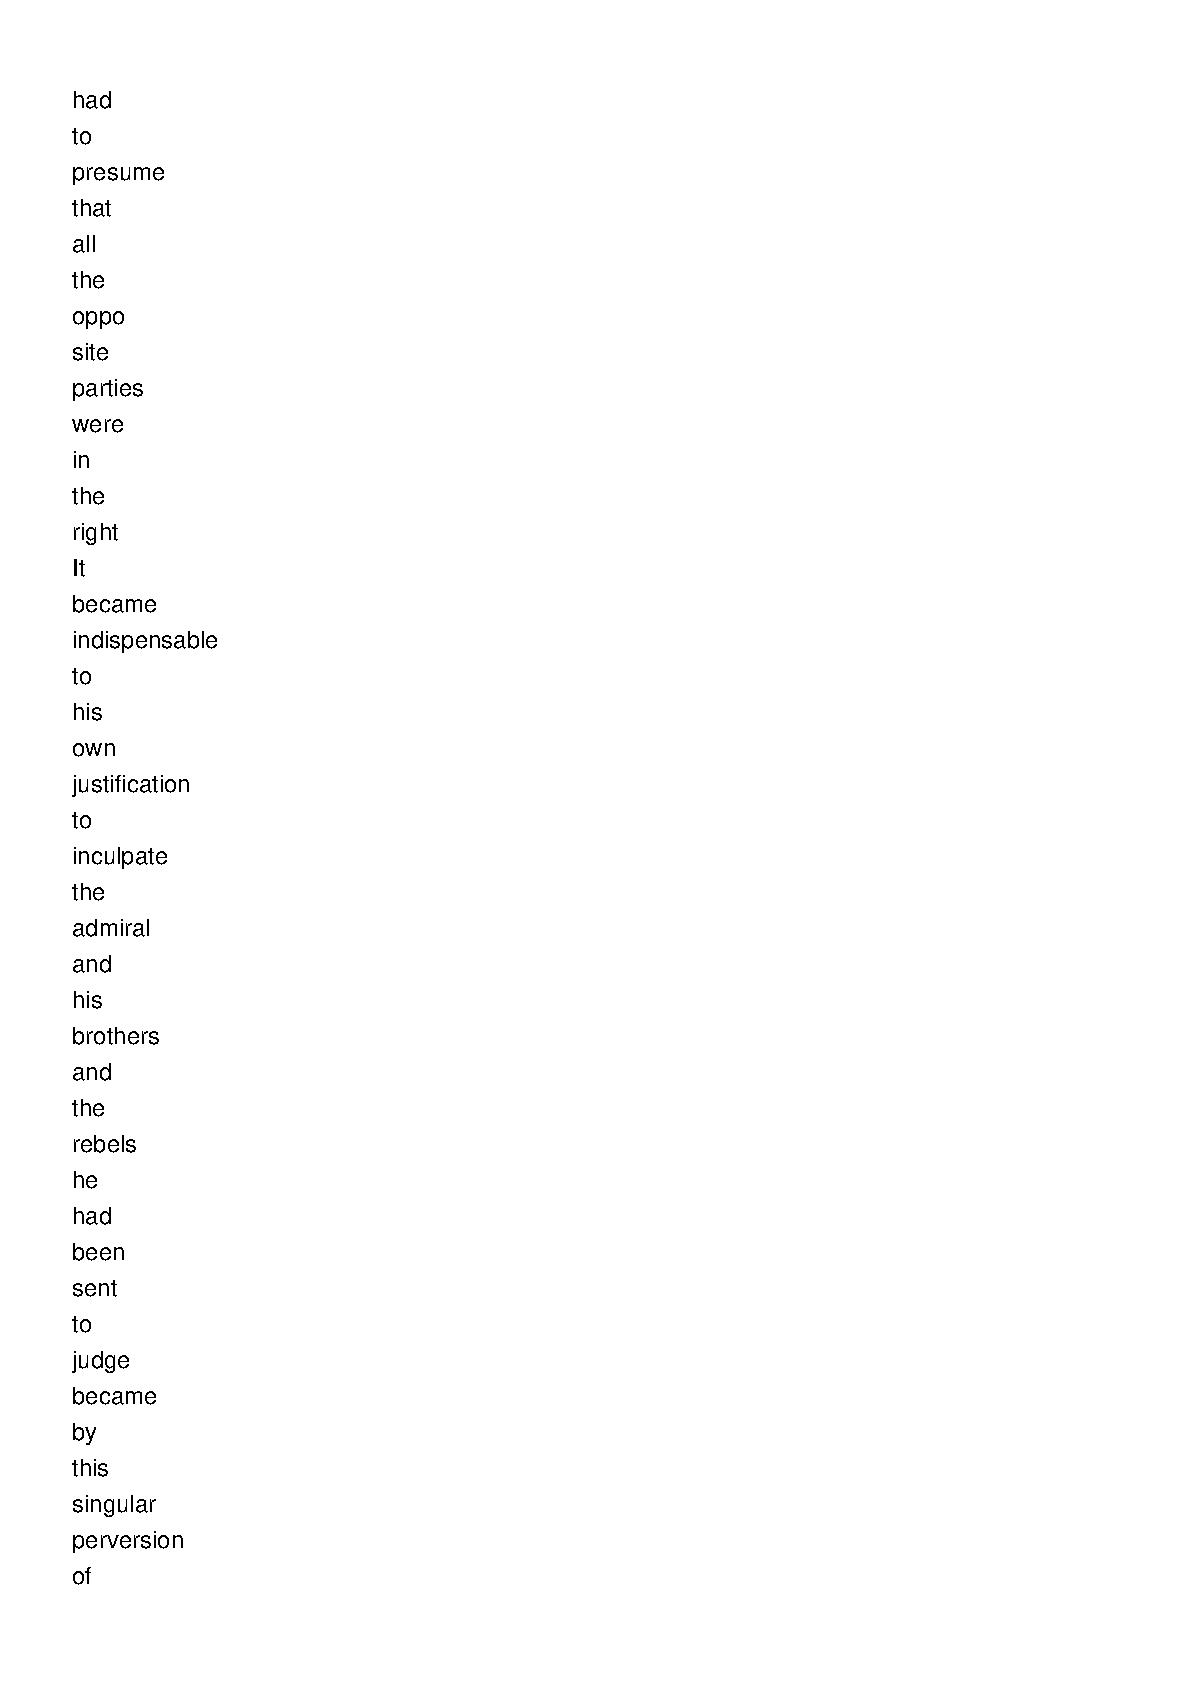 had
to
presume
that
all
the
oppo
site
parties
were
in
the
right
It
became
indispensable
to
his
own
justification
to
inculpate
the
admiral
and
his
brothers
and
the
rebels
he
had
been
sent
to
judge
became
by
this
singular
perversion
of